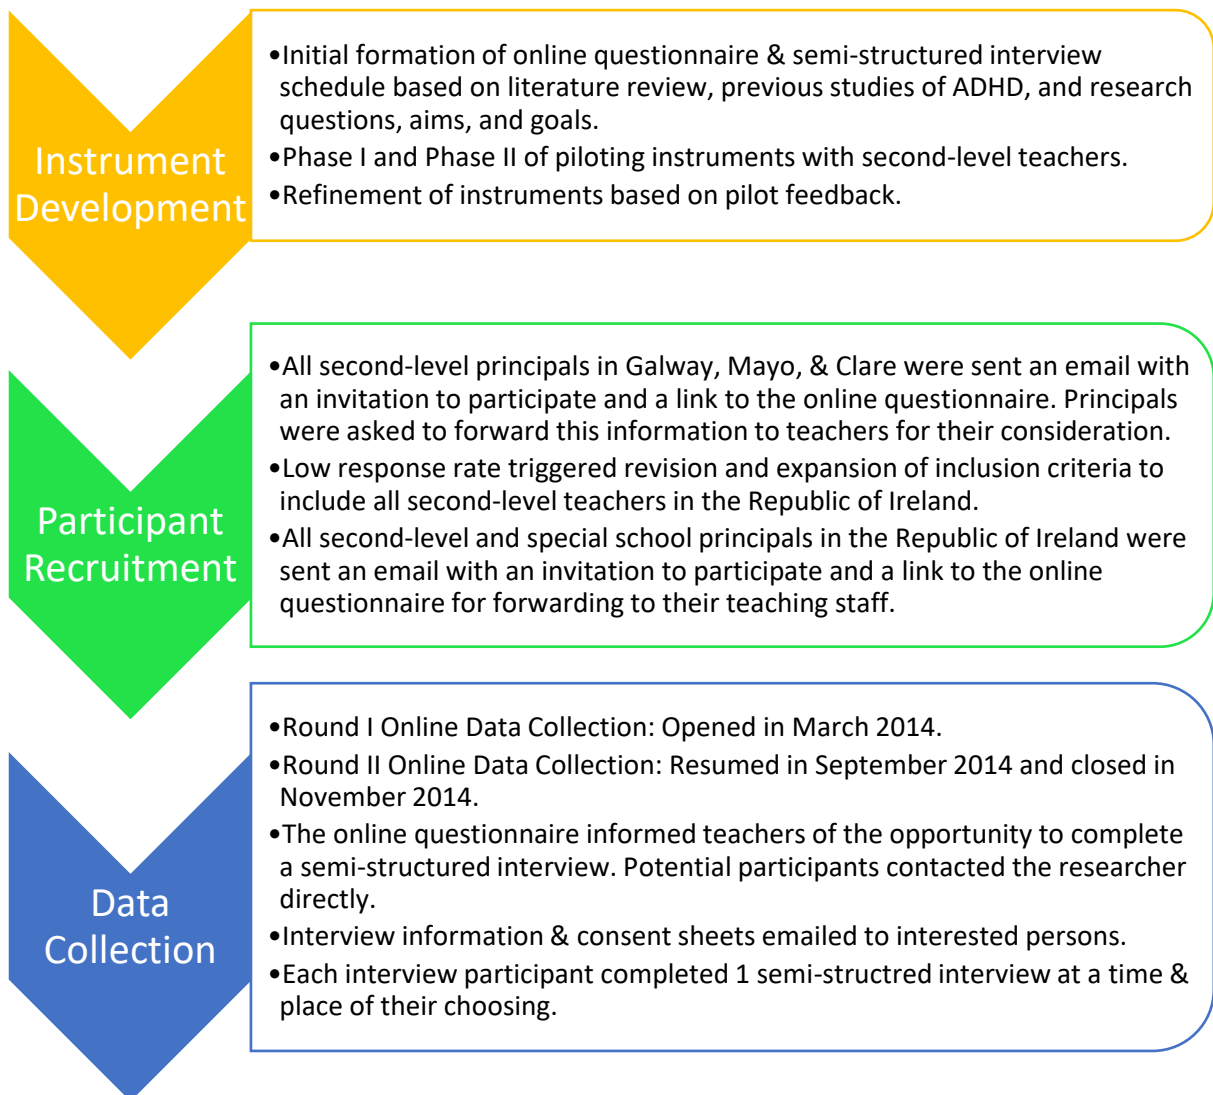 Instrument
Development
•Initial formation of online questionnaire & semi-structured interview
schedule based on literature review, previous studies of ADHD, and research
questions, aims, and goals.
•Phase I and Phase II of piloting instruments with second-level teachers.
•Refinement of instruments based on pilot feedback.
Participant
Recruitment
•All second-level principals in Galway, Mayo, & Clare were sent an email with
an invitation to participate and a link to the online questionnaire. Principals
were asked to forward this information to teachers for their consideration.
•Low response rate triggered revision and expansion of inclusion criteria to
include all second-level teachers in the Republic of Ireland.
•All second-level and special school principals in the Republic of Ireland were
sent an email with an invitation to participate and a link to the online
questionnaire for forwarding to their teaching staff.
Data
Collection
•Round I Online Data Collection: Opened in March 2014.
•Round II Online Data Collection: Resumed in September 2014 and closed in
November 2014.
•The online questionnaire informed teachers of the opportunity to complete
a semi-structured interview. Potential participants contacted the researcher
directly.
•Interview information & consent sheets emailed to interested persons.
•Each interview participant completed 1 semi-structred interview at a time &
place of their choosing.